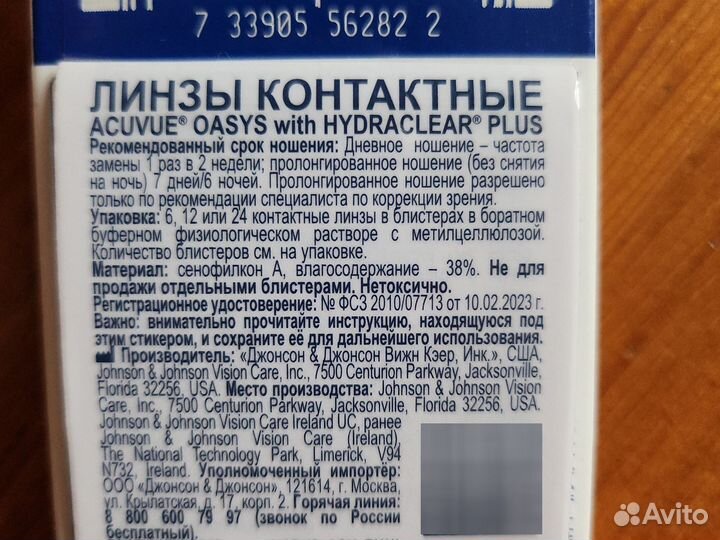 7 33905 56282 2
ЛИНЗЫ КОНТАКТНЫЕ
ACUVUE® OASYS with HYDRACLEAR® PLUS
Рекомендованный срок ношения: Дневное ношение – частота
замены 1 раз в 2 недели; пролонгированное ношение (без снятия
на ночь) 7 дней/6 ночей. Пролонгированное ношение разрешено
только по рекомендации специалиста по коррекции зрения.
Упаковка: 6, 12 или 24 контактные линзы в блистерах в боратном
буферном физиологическом растворе с метилцеллюлозой.
Количество блистеров см. на упаковке.
Материал: сенофилкон А, влагосодержание – 38%. Не для
продажи отдельными блистерами. Нетоксично.
Регистрационное удостоверение: № ФСЗ 2010/07713 от 10.02.2023 г.
Важно: внимательно прочитайте инструкцию, находящуюся под
этим стикером, и сохраните её для дальнейшего использования.
Производитель: «Джонсон & Джонсон Вижн Кэер, Инк.», США,
Johnson & Johnson Vision Care, Inc., 7500 Centurion Parkway, Jacksonville,
Florida 32256, USA. Место производства: Johnson & Johnson Vision
Care, Inc., 7500 Centurion Parkway, Jacksonville, Florida 32256, USA.
Johnson & Johnson Vision Care Ireland UC, ранее
Johnson & Johnson Vision Care (Ireland),
The National Technology Park, Limerick, V94
N732, Ireland. Уполномоченный импортёр:
ООО «Джонсон & Джонсон», 121614, г. Москва,
ул. Крылатская, д. 17, корп. 2. Горячая линия:
8 800 600 79 97 (звонок по России
бесплатный).
Avito